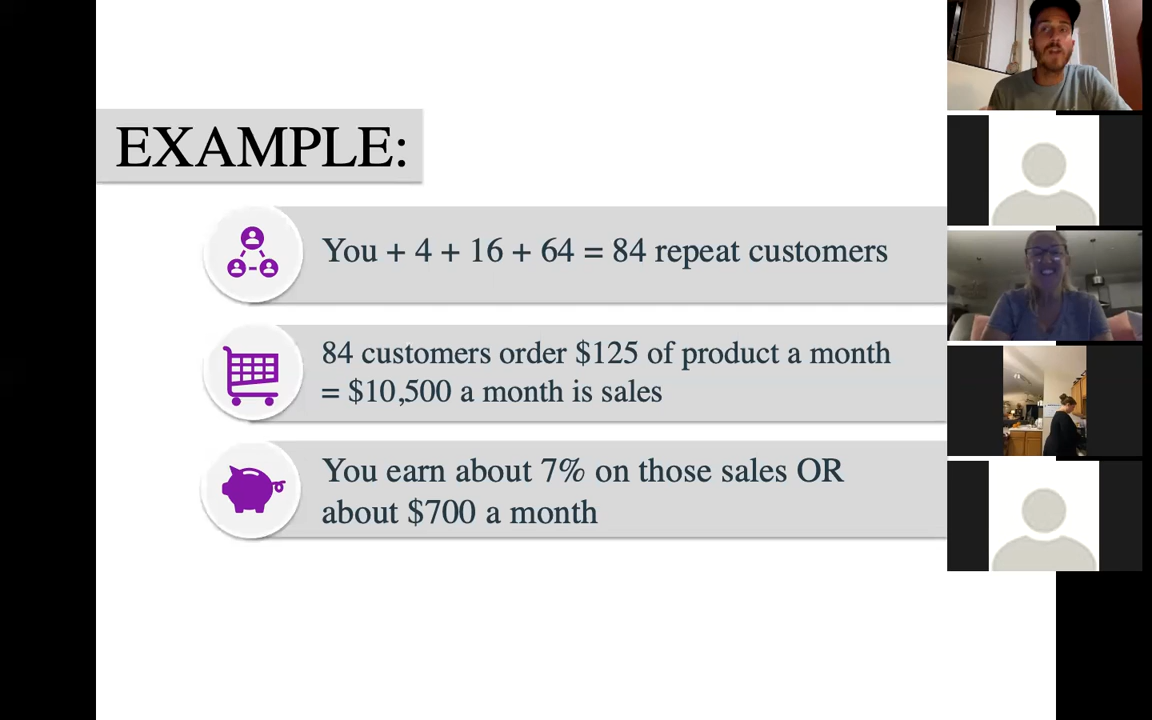 EXAMPLE:
You + 4 + 16 + 64 = 84 repeat customers
84 customers order $125 of product a month
= $10,500 a month is sales
You earn about 7% on those sales OR
about $700 a month